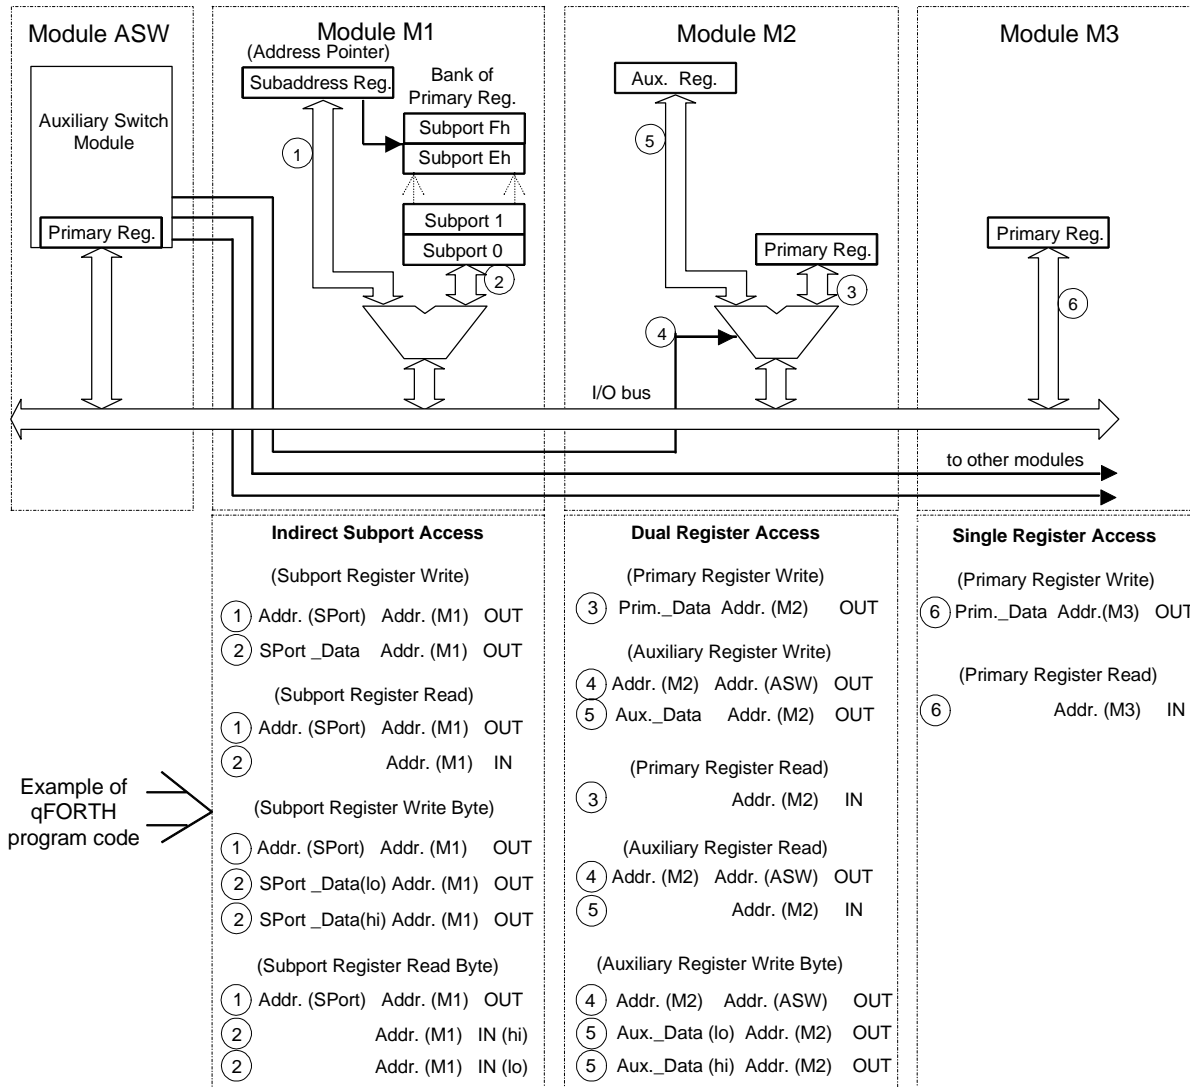 Module ASW
Auxiliary Switch
Module
Primary Reg.
Module M1
(Address Pointer)
Subaddress Reg.
Bank of
Primary Reg.
Subport Fh
Subport Eh
Subport 1
Subport 0
1
2
Module M2
Aux. Reg.
5
Primary Reg.
3
4
Module M3
Primary Reg.
6
I/O bus
to other modules
Example of
qFORTH
program code
Indirect Subport Access
(Subport Register Write)
1 Addr. (SPort) Addr. (M1) OUT
2 SPort _Data Addr. (M1) OUT
(Subport Register Read)
1 Addr. (SPort) Addr. (M1) OUT
2 Addr. (M1) IN
(Subport Register Write Byte)
1 Addr. (SPort) Addr. (M1) OUT
2 SPort _Data(lo) Addr. (M1) OUT
2 SPort _Data(hi) Addr. (M1) OUT
(Subport Register Read Byte)
1 Addr. (SPort) Addr. (M1) OUT
2 Addr. (M1) IN (hi)
2 Addr. (M1) IN (lo)
Dual Register Access
(Primary Register Write)
3 Prim._Data Addr. (M2) OUT
(Auxiliary Register Write)
4 Addr. (M2) Addr. (ASW) OUT
5 Aux._Data Addr. (M2) OUT
(Primary Register Read)
3 Addr. (M2) IN
(Auxiliary Register Read)
4 Addr. (M2) Addr. (ASW) OUT
5 Addr. (M2) IN
(Auxiliary Register Write Byte)
4 Addr. (M2) Addr. (ASW) OUT
5 Aux._Data (lo) Addr. (M2) OUT
5 Aux._Data (hi) Addr. (M2) OUT
Single Register Access
(Primary Register Write)
6 Prim._Data Addr.(M3) OUT
(Primary Register Read)
6 Addr. (M3) IN